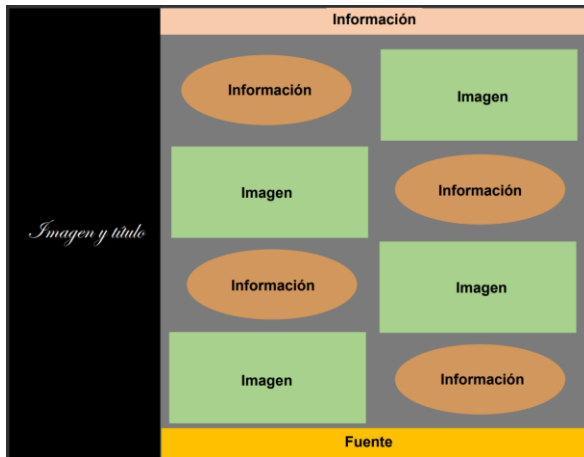 Información
Información
Imagen
Imagen
Información
Imagen y título
Información
Imagen
Imagen
Información
Fuente